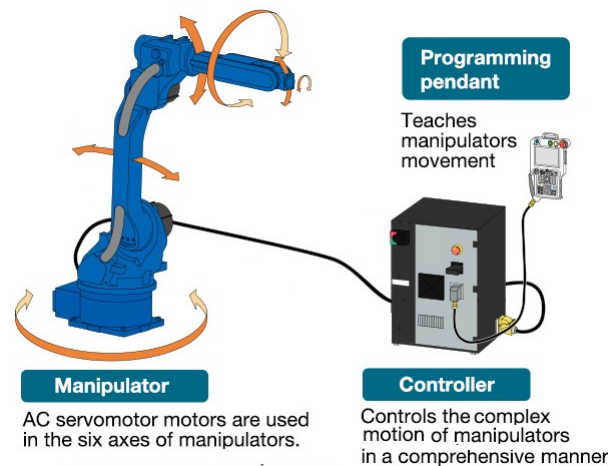 Programming
pendant
Teaches
manipulators
movement
Manipulator
AC servomotor motors are used
in the six axes of manipulators.
Controller
Controls the complex
motion of manipulators
in a comprehensive manner